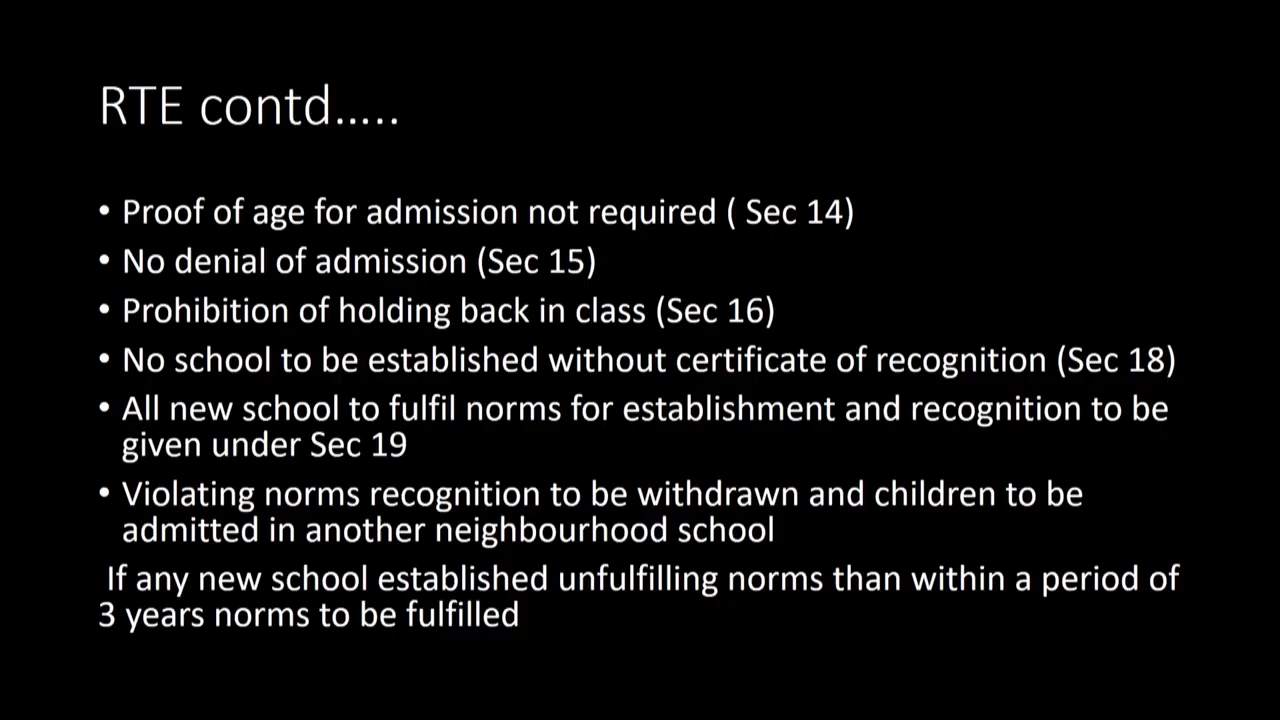 RTE contd…..
• Proof of age for admission not required ( Sec 14)
• No denial of admission (Sec 15)
• Prohibition of holding back in class (Sec 16)
• No school to be established without certificate of recognition (Sec 18)
• All new school to fulfil norms for establishment and recognition to be
given under Sec 19
• Violating norms recognition to be withdrawn and children to be
admitted in another neighbourhood school
If any new school established unfulfilling norms than within a period of
3 years norms to be fulfilled